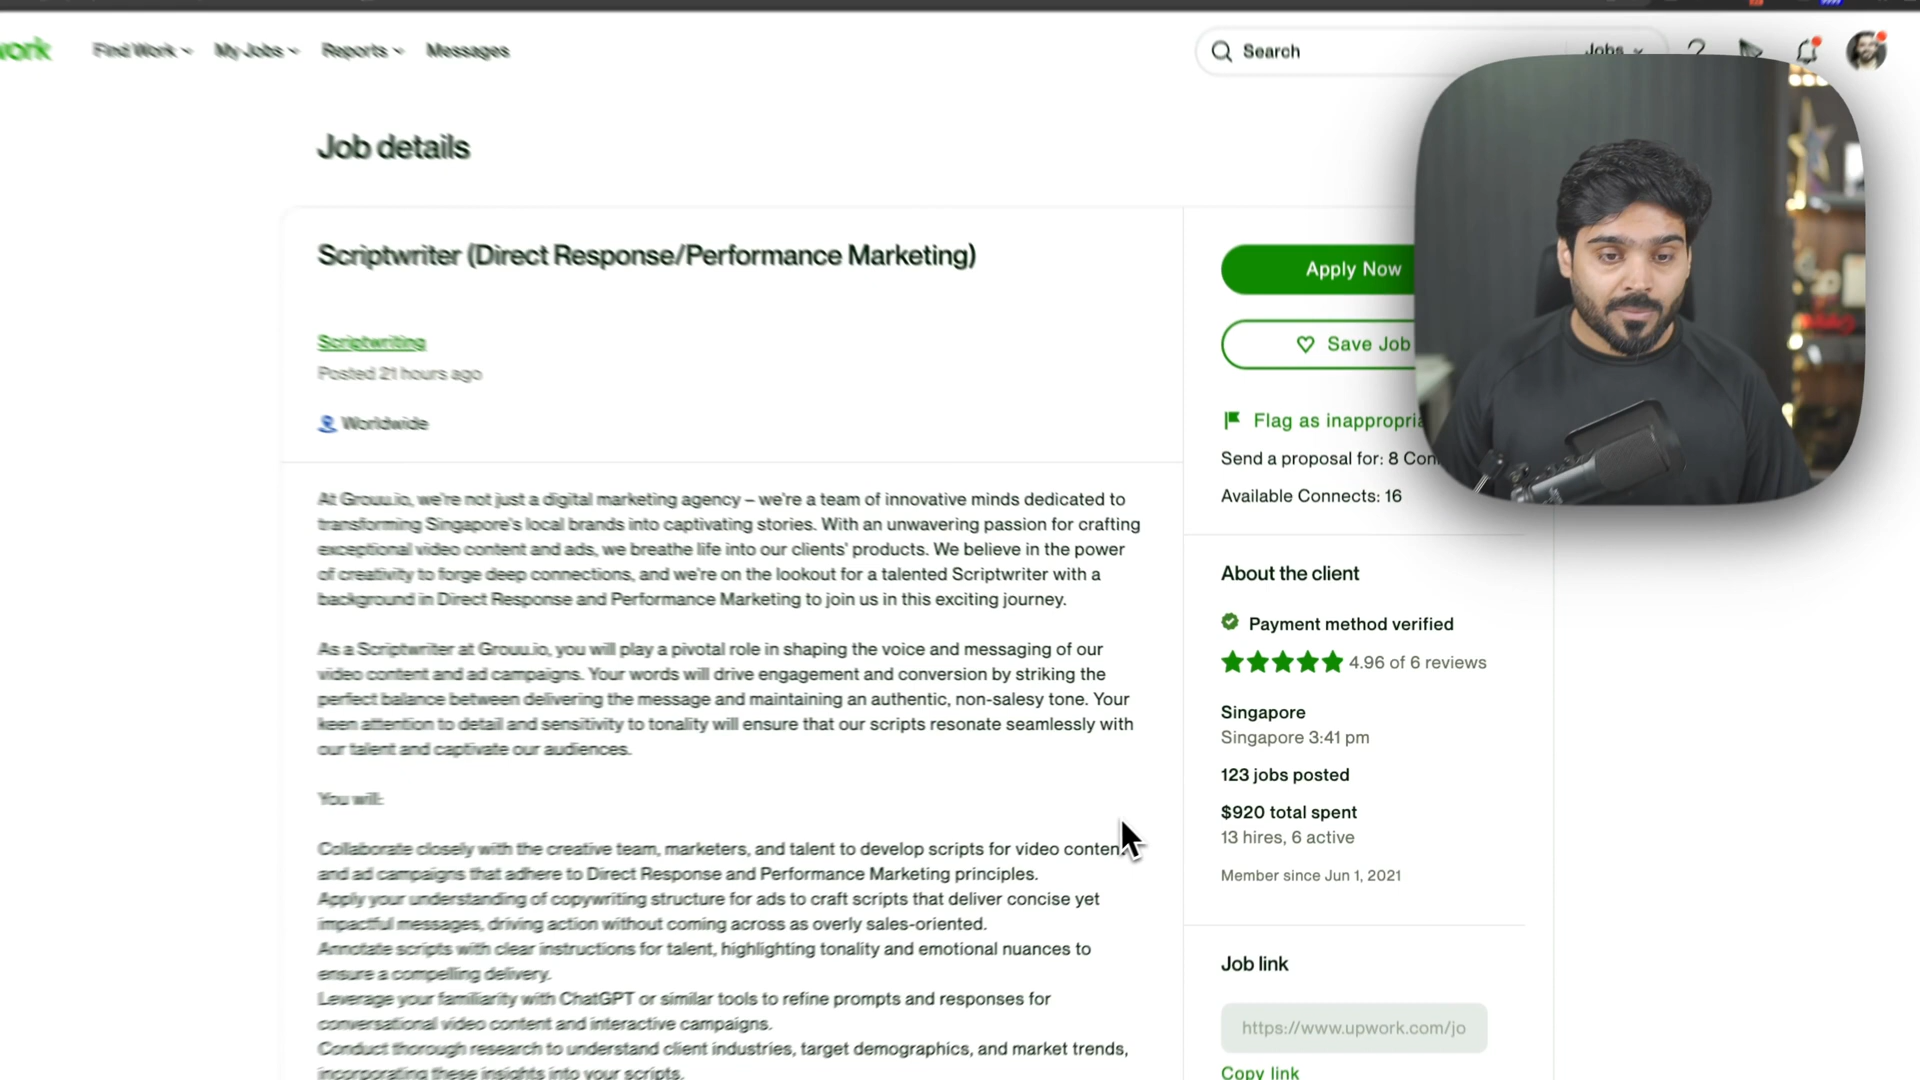 work
Find Work
My Jobs
Reports
Messages
Search
Jobs
Job details
Scriptwriter (Direct Response/Performance Marketing)
Scriptwriting
Posted 21 hours ago
Worldwide
At Grouu.io, we're not just a digital marketing agency – we're a team of innovative minds dedicated to
transforming Singapore's local brands into captivating stories. With an unwavering passion for crafting
exceptional video content and ads, we breathe life into our clients' products. We believe in the power
of creativity to forge deep connections, and we're on the lookout for a talented Scriptwriter with a
background in Direct Response and Performance Marketing to join us in this exciting journey.
As a Scriptwriter at Grouu.io, you will play a pivotal role in shaping the voice and messaging of our
video content and ad campaigns. Your words will drive engagement and conversion by striking the
perfect balance between delivering the message and maintaining an authentic, non-salesy tone. Your
keen attention to detail and sensitivity to tonality will ensure that our scripts resonate seamlessly with
our talent and captivate our audiences.
You will:
Collaborate closely with the creative team, marketers, and talent to develop scripts for video conten
and ad campaigns that adhere to Direct Response and Performance Marketing principles.
Apply your understanding of copywriting structure for ads to craft scripts that deliver concise yet
impactful messages, driving action without coming across as overly sales-oriented.
Annotate scripts with clear instructions for talent, highlighting tonality and emotional nuances to
ensure a compelling delivery.
Leverage your familiarity with ChatGPT or similar tools to refine prompts and responses for
conversational video content and interactive campaigns.
Conduct thorough research to understand client industries, target demographics, and market trends,
incorporating these insights into your scripts.
Apply Now
Save Job
Flag as inappropria
Send a proposal for: 8 Con
Available Connects: 16
About the client
Payment method verified
4.96 of 6 reviews
Singapore
Singapore 3:41 pm
123 jobs posted
$920 total spent
13 hires, 6 active
Member since Jun 1, 2021
Job link
https://www.upwork.com/jo
Copy link